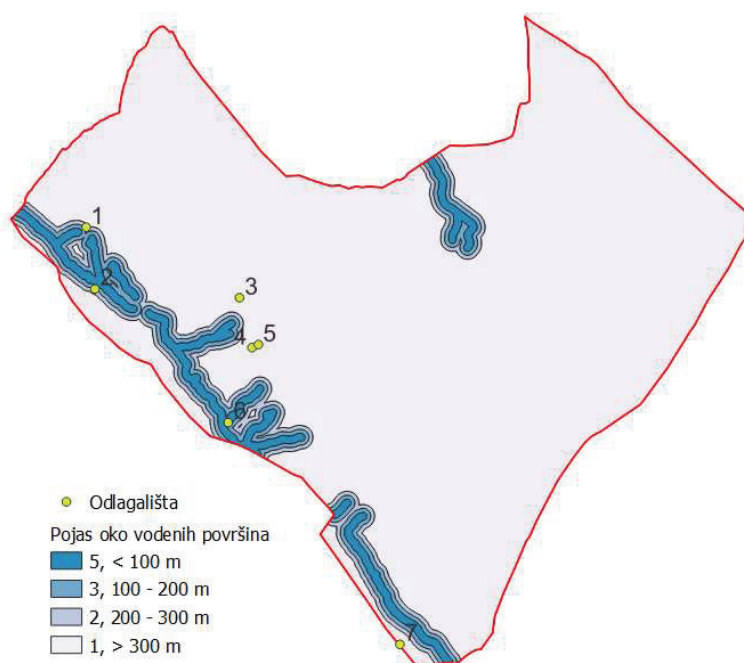 1
2
3
4 5
6
7
Odlagališta
Pojas oko vodenih površina
5, < 100 m
3, 100 - 200 m
2, 200 - 300 m
1, > 300 m